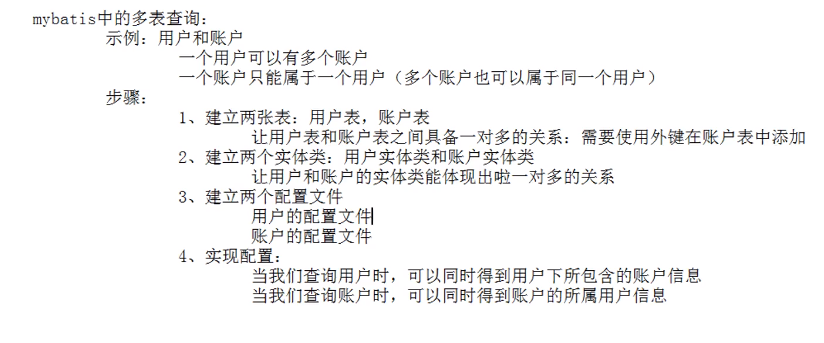 mybatis中的多表查询:
示例: 用户和账户
一个用户可以有多个账户
一个账户只能属于一个用户（多个账户也可以属于同一个用户）
步骤:
1、建立两张表: 用户表, 账户表
让用户表和账户表之间具备一对多的关系: 需要使用外键在账户表中添加
2、建立两个实体类: 用户实体类和账户实体类
让用户和账户的实体类能体现出啦一对多的关系
3、建立两个配置文件
用户的配置文件
账户的配置文件
4、实现配置:
当我们查询用户时, 可以同时得到用户下所包含的账户信息
当我们查询账户时, 可以同时得到账户的所属用户信息